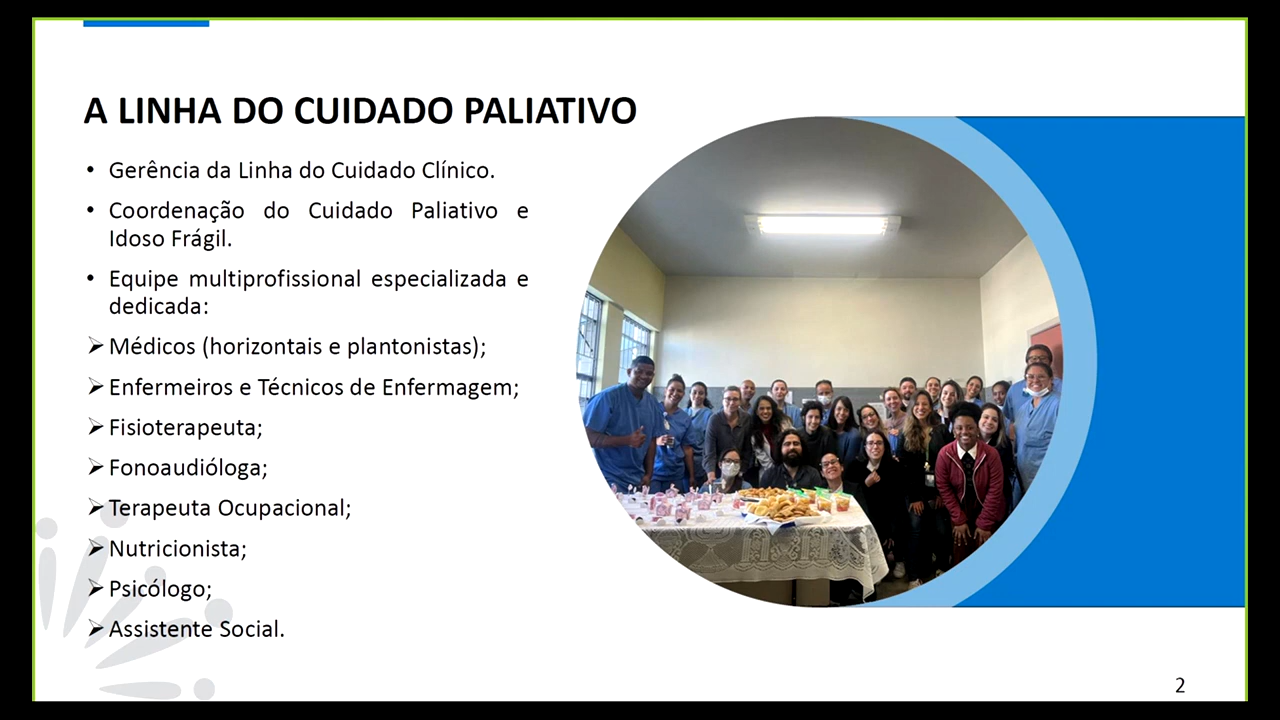 A LINHA DO CUIDADO PALIATIVO
• Gerência da Linha do Cuidado Clínico.
• Coordenação do Cuidado Paliativo e
Idoso Frágil.
• Equipe multiprofissional especializada e
dedicada:
➢ Médicos (horizontais e plantonistas);
➢ Enfermeiros e Técnicos de Enfermagem;
➢ Fisioterapeuta;
➢ Fonoaudióloga;
➢ Terapeuta Ocupacional;
➢ Nutricionista;
➢ Psicólogo;
➢ Assistente Social.
2